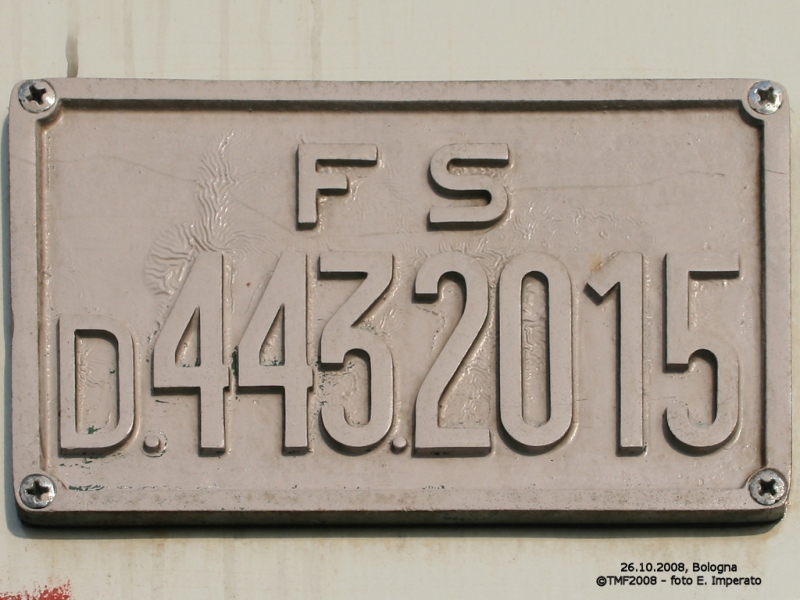 F S
D.443.2015
26.10.2008, Bologna
©TMF2008 - foto E. Imperato